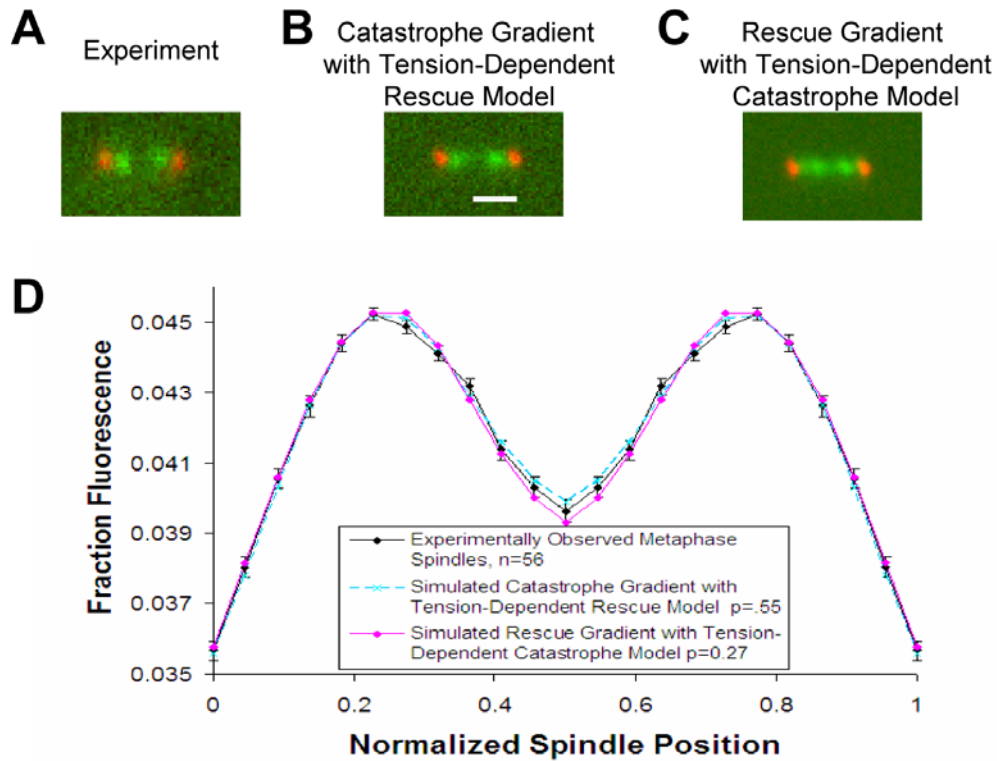 A
Experiment
B
Catastrophe Gradient
with Tension-Dependent
Rescue Model
C
Rescue Gradient
with Tension-Dependent
Catastrophe Model
D
Fraction Fluorescence
0.045
0.043
0.041
0.039
0.037
0.035
Experimentally Observed Metaphase
Spindles, n=56
Simulated Catastrophe Gradient with
Tension-Dependent Rescue Model p=.55
Simulated Rescue Gradient with Tension-
Dependent Catastrophe Model p=0.27
0
0.2
0.4
0.6
0.8
1
Normalized Spindle Position